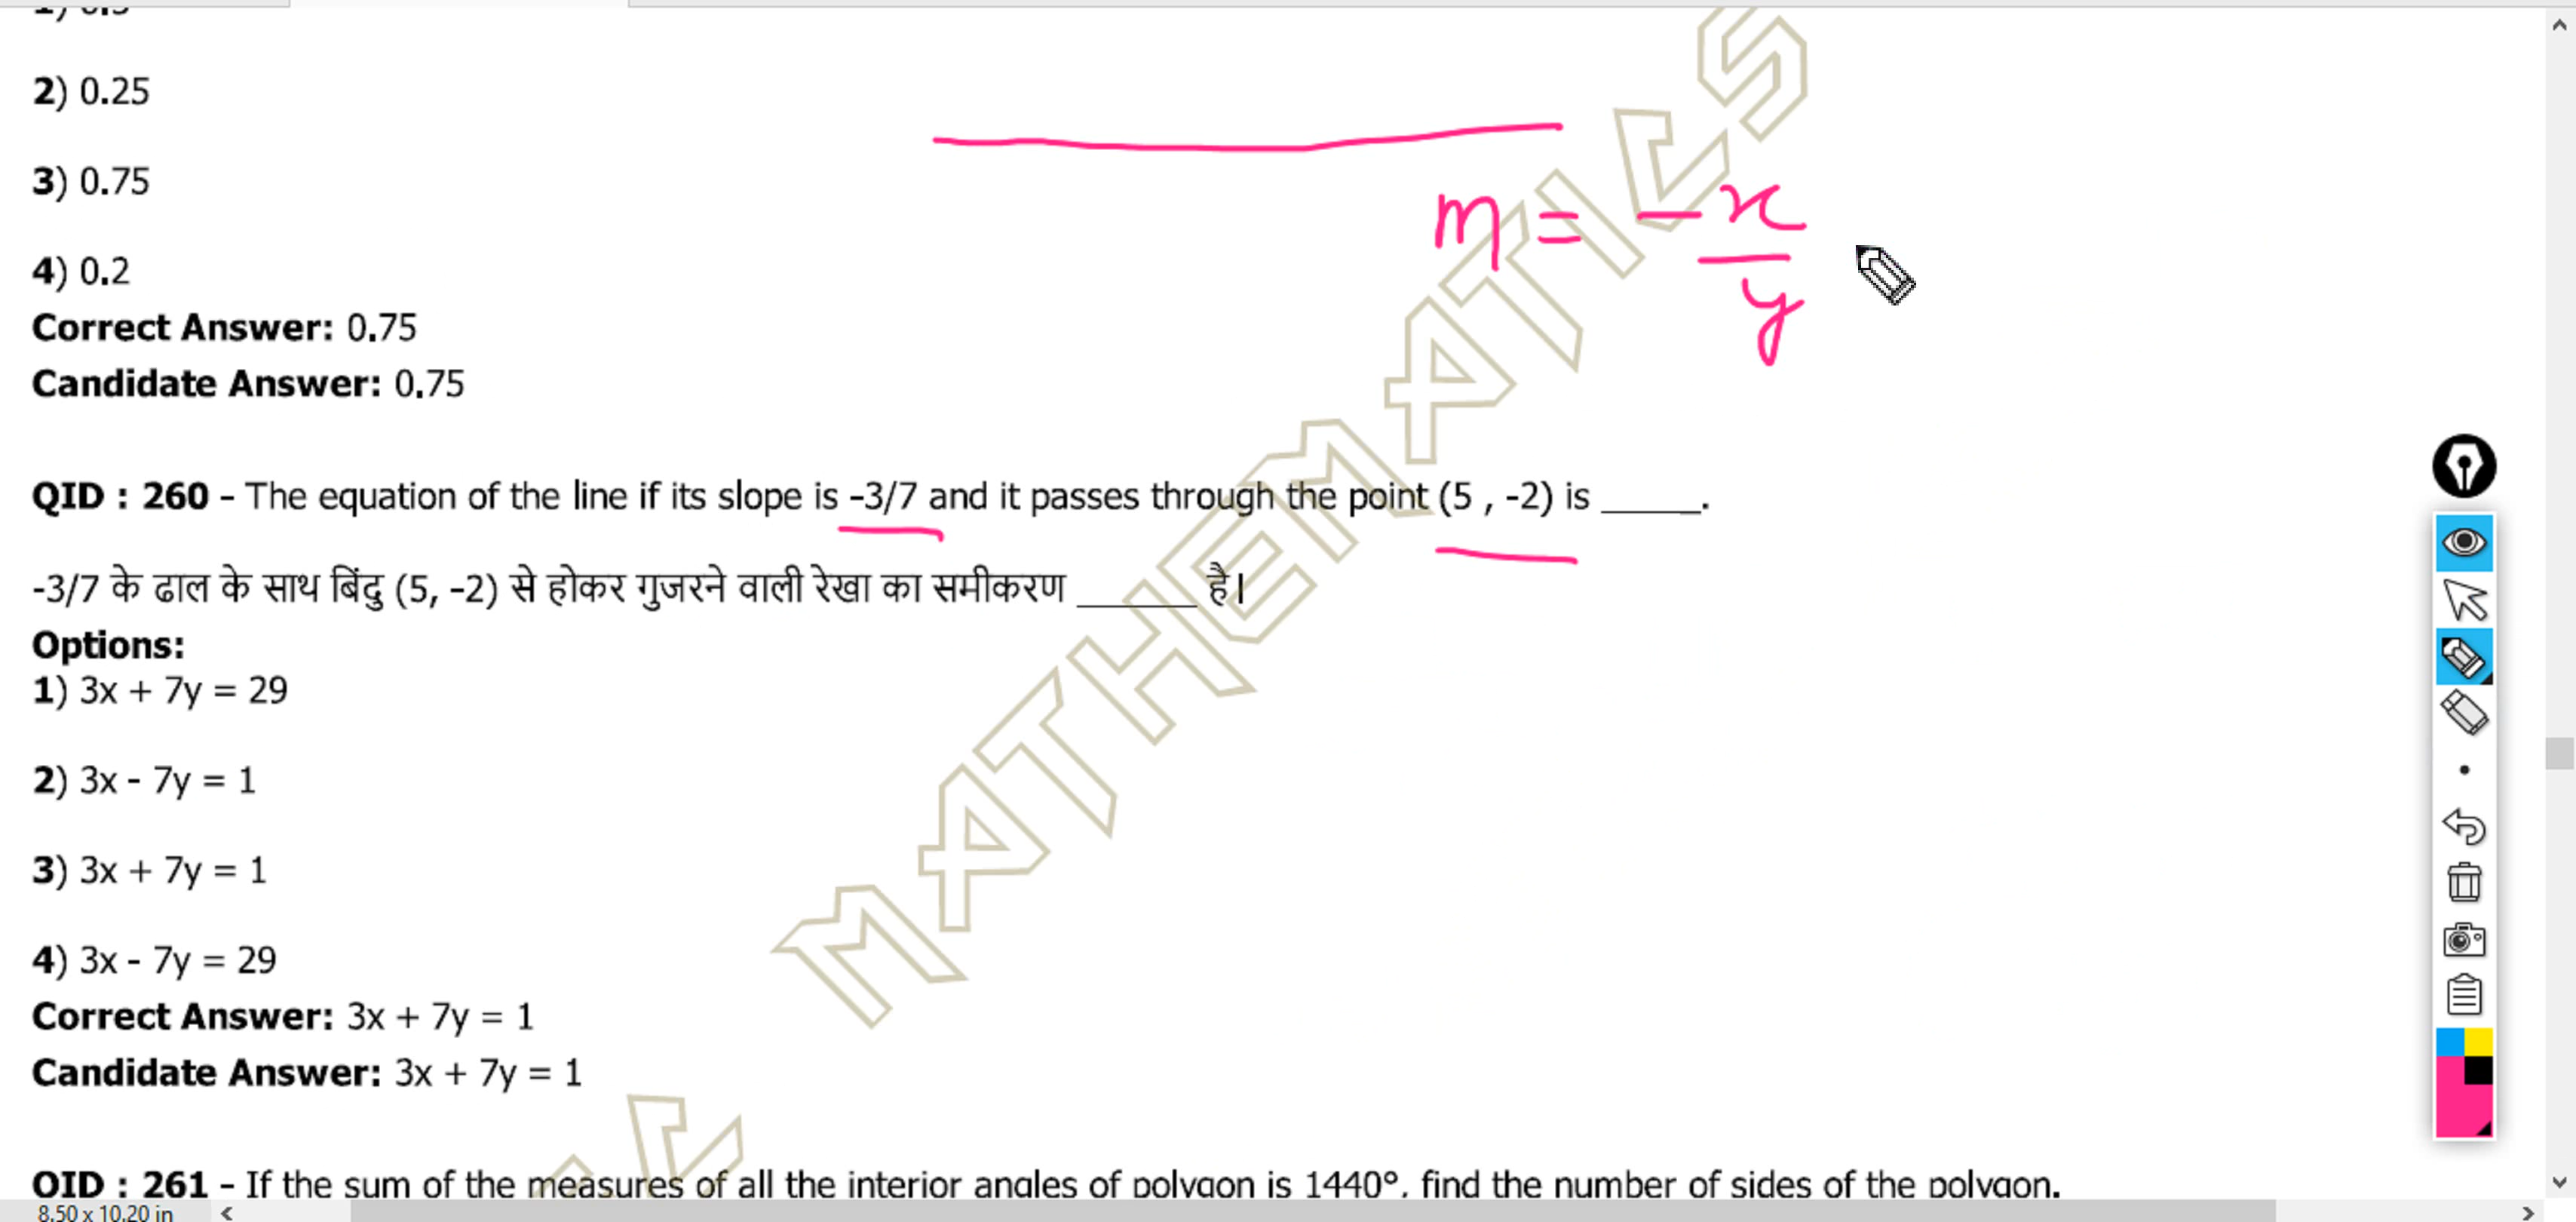 2) 0.25
3) 0.75
4) 0.2
Correct Answer: 0.75
Candidate Answer: 0.75
m = -x/y
QID : 260 - The equation of the line if its slope is -3/7 and it passes through the point (5 , -2) is _____.
-3/7 के ढाल के साथ बिंदु (5, -2) से होकर गुजरने वाली रेखा का समीकरण ______ है।
Options:
1) 3x + 7y = 29
2) 3x - 7y = 1
3) 3x + 7y = 1
4) 3x - 7y = 29
Correct Answer: 3x + 7y = 1
Candidate Answer: 3x + 7y = 1
QID : 261 - If the sum of the measures of all the interior angles of polygon is 1440°, find the number of sides of the polygon.
8.50 x 10.20 in
MATHEMATICS